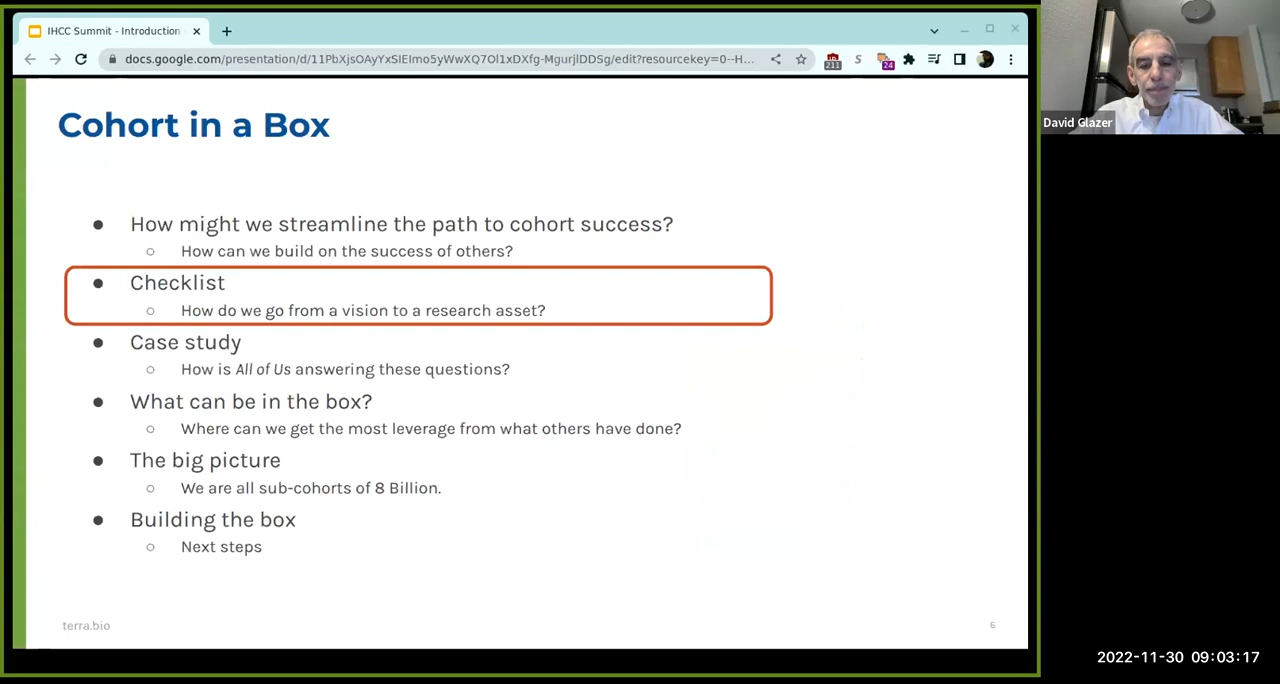 IHCC Summit - Introduction
docs.google.com/presentation/d/11PbXjsOAyYxSIEImo5yWwXQ7Ol1xDXfg-MgurjlDDSg/edit?resourcekey=0--H...
211
S
24
David Glazer
Cohort in a Box
● How might we streamline the path to cohort success?
○ How can we build on the success of others?
● Checklist
○ How do we go from a vision to a research asset?
● Case study
○ How is All of Us answering these questions?
● What can be in the box?
○ Where can we get the most leverage from what others have done?
● The big picture
○ We are all sub-cohorts of 8 Billion.
● Building the box
○ Next steps
terra.bio
6
2022-11-30 09:03:17